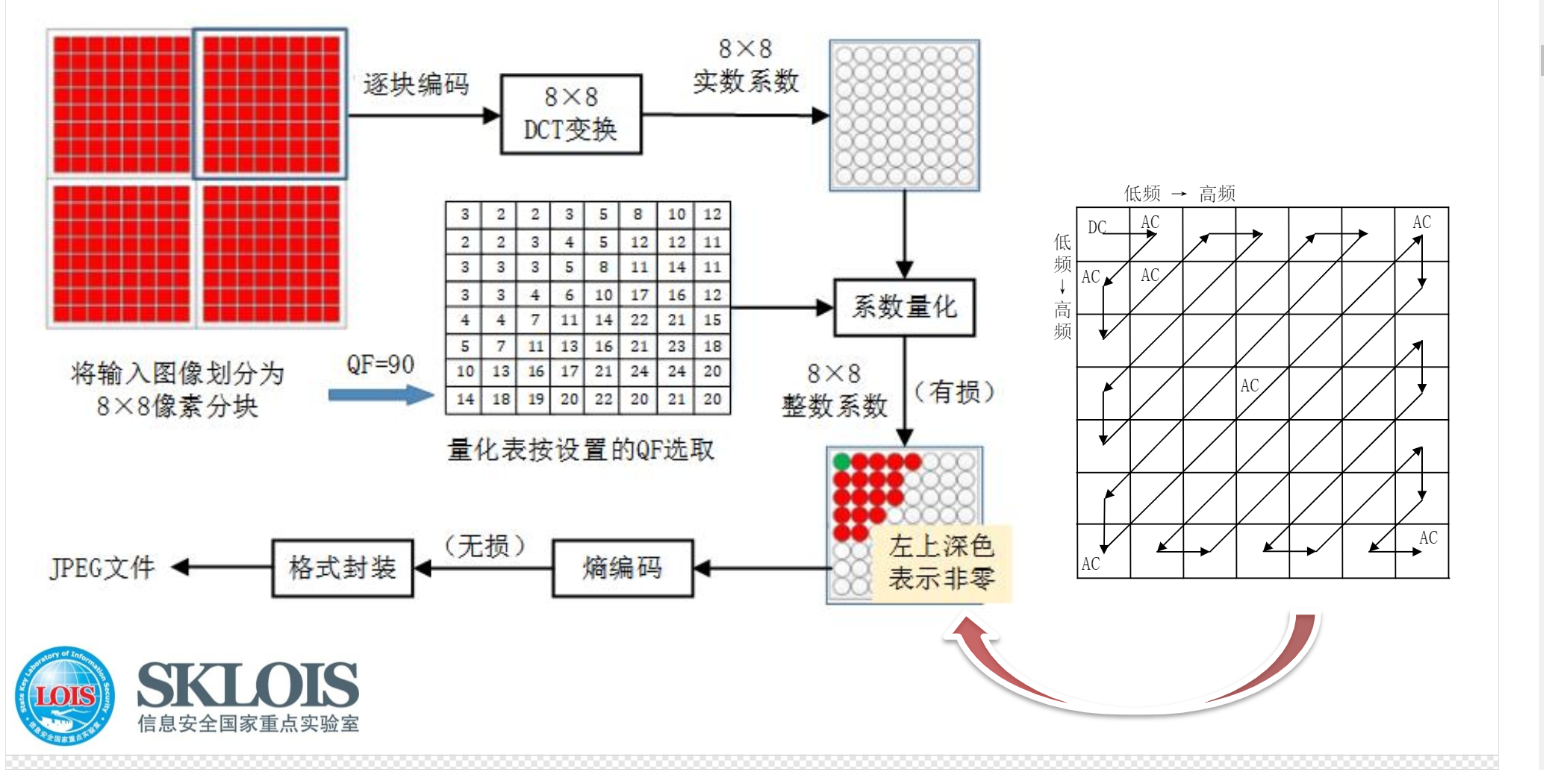 逐块编码
8×8
DCT变换
8×8
实数系数
3 2 2 3 5 8 10 12
2 2 3 4 5 12 12 11
3 3 3 5 8 11 14 11
3 3 4 6 10 17 16 12
4 4 7 11 14 22 21 15
5 7 11 13 16 21 23 18
10 13 16 17 21 24 24 20
14 18 19 20 22 20 21 20
将输入图像划分为
8×8像素分块
QF=90
量化表按设置的QF选取
系数量化
8×8
整数系数
（有损）
左上深色
表示非零
熵编码
（无损）
格式封装
JPEG文件
低频 → 高频
低
频
↓
高
频
DC AC AC
AC AC
AC
AC
AC
State Key Laboratory of Information Security
LOIS
信息安全国家重点实验室
SKLOIS
信息安全国家重点实验室